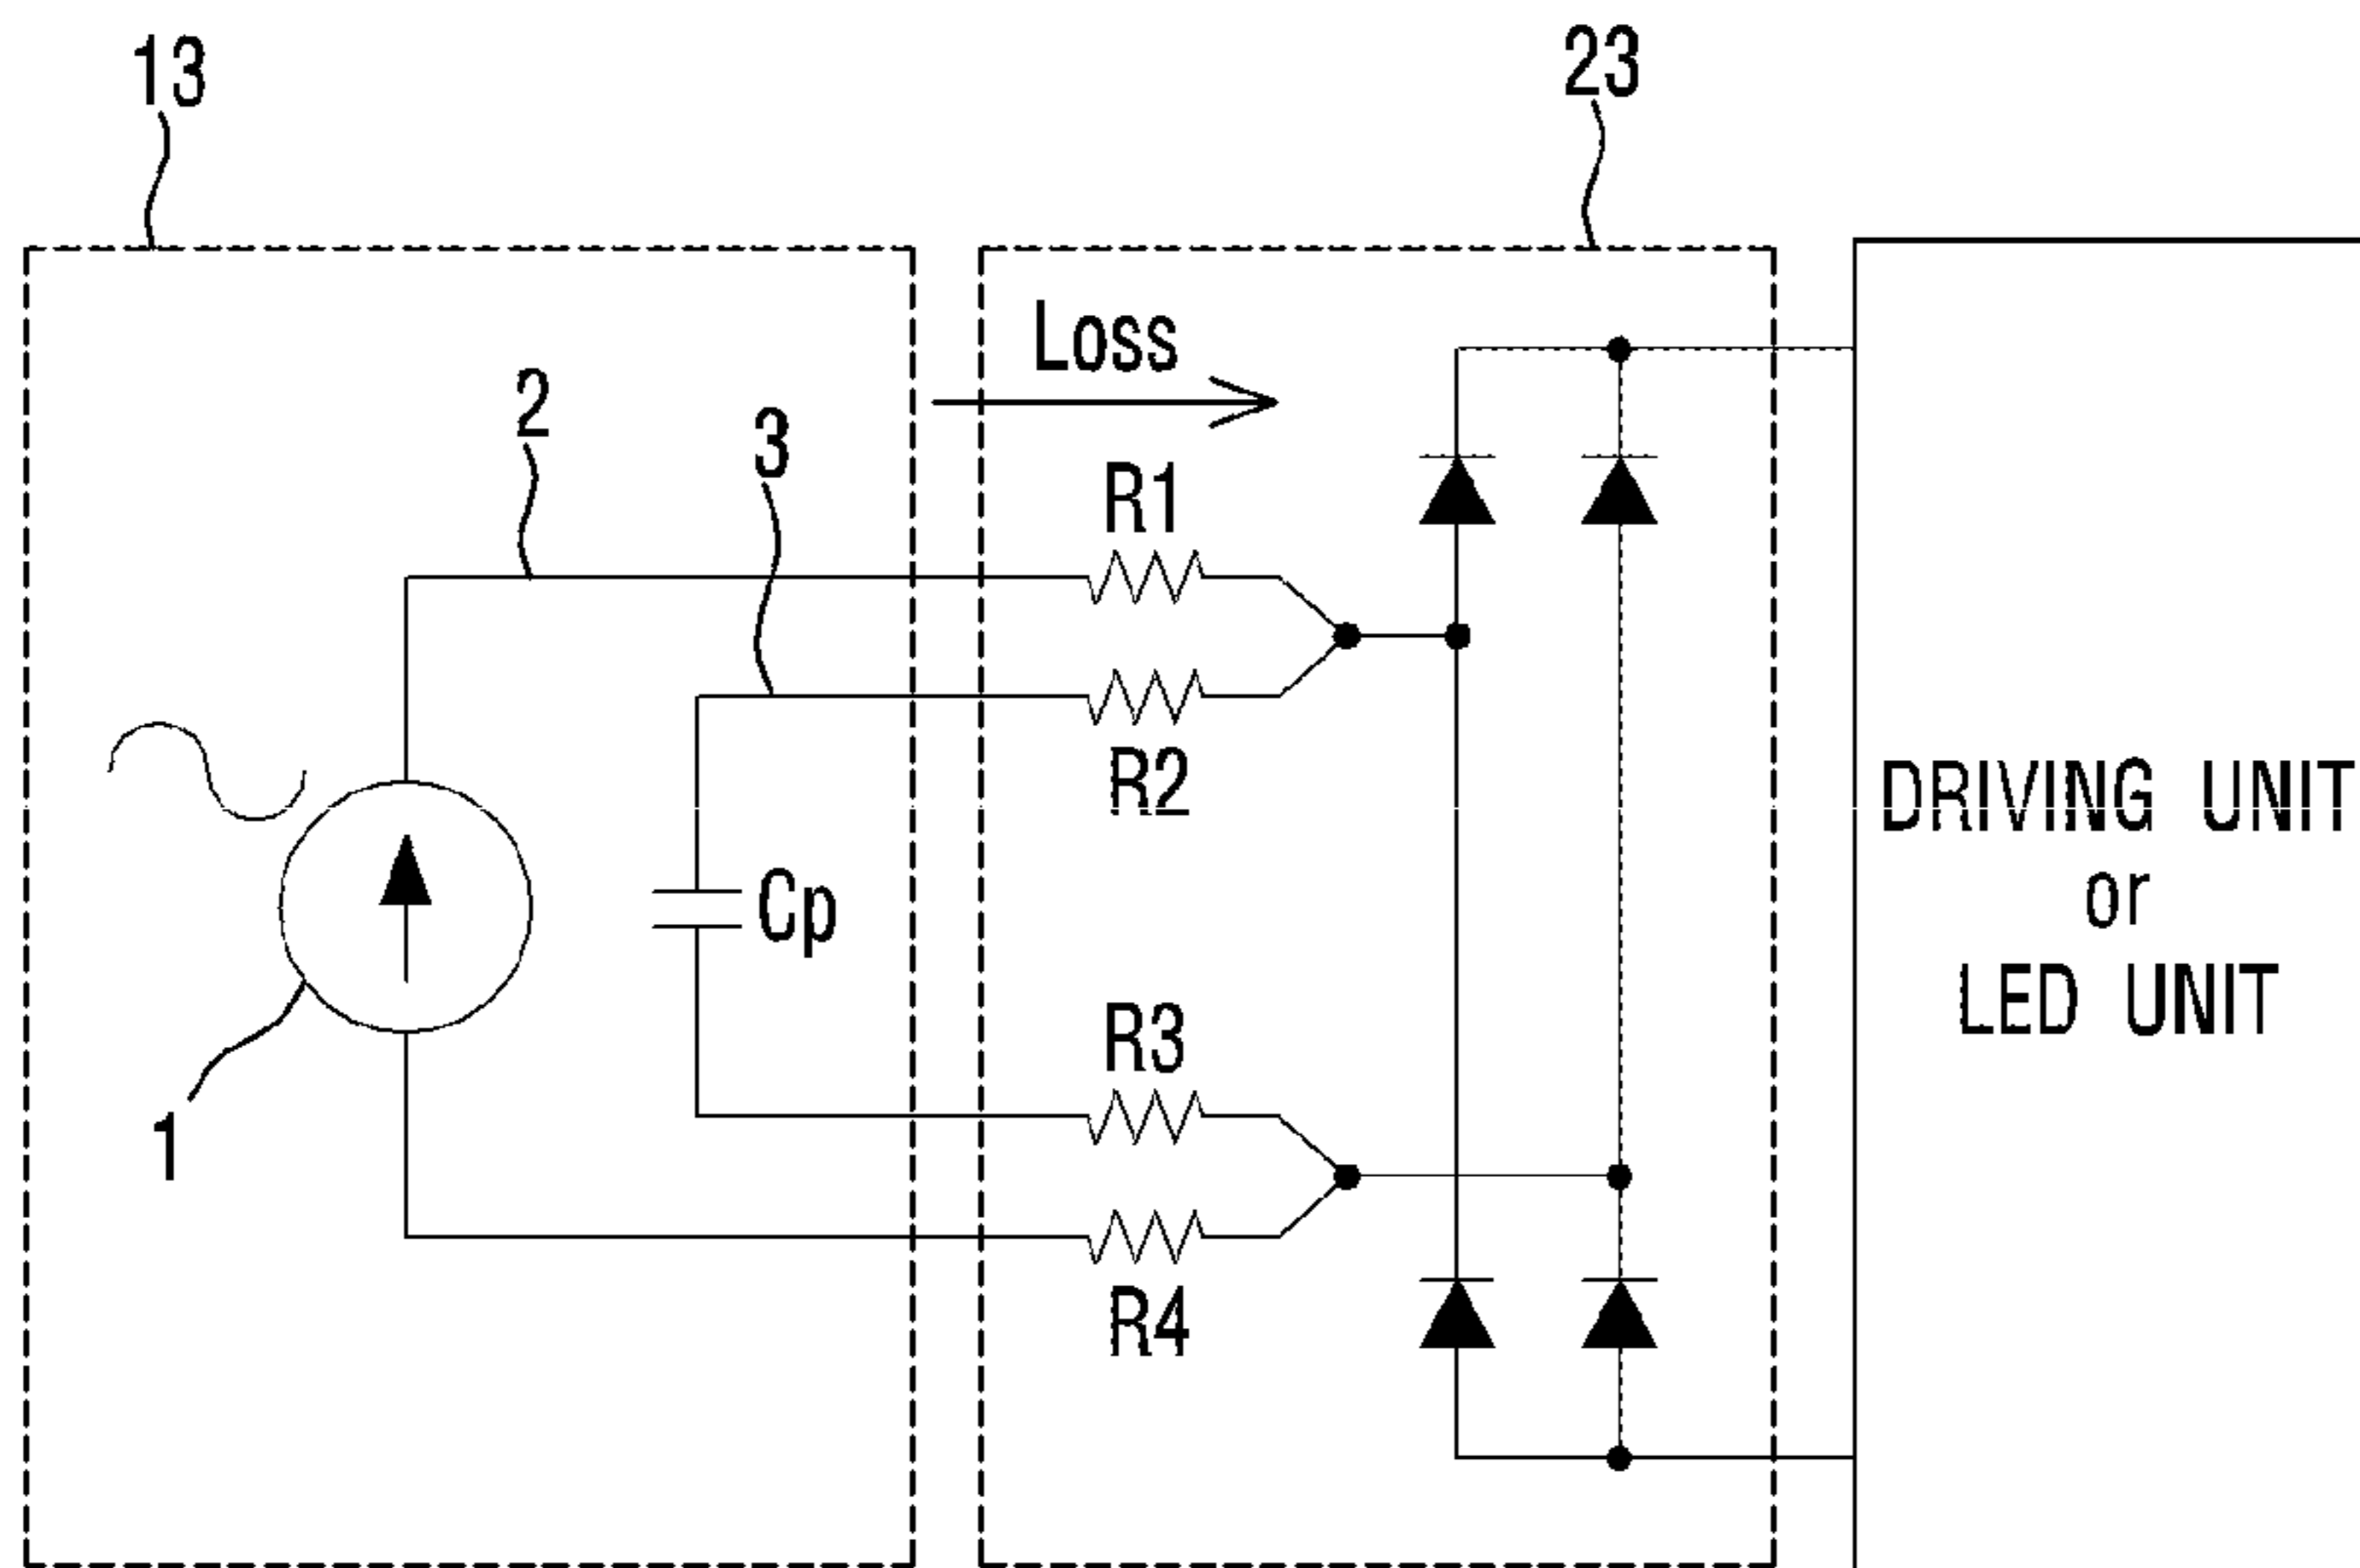 13
23
Loss
2
3
R1
R2
Cp
DRIVING UNIT
or
LED UNIT
R3
1
R4